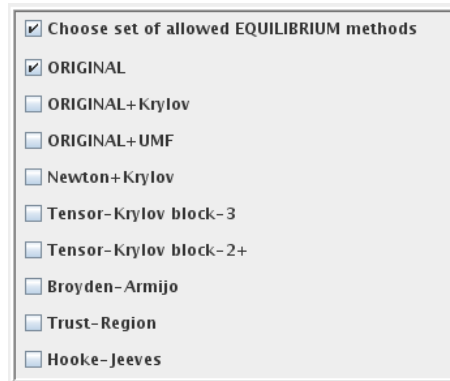 Choose set of allowed EQUILIBRIUM methods
ORIGINAL
ORIGINAL+Krylov
ORIGINAL+UMF
Newton+Krylov
Tensor-Krylov block-3
Tensor-Krylov block-2+
Broyden-Armijo
Trust-Region
Hooke-Jeeves